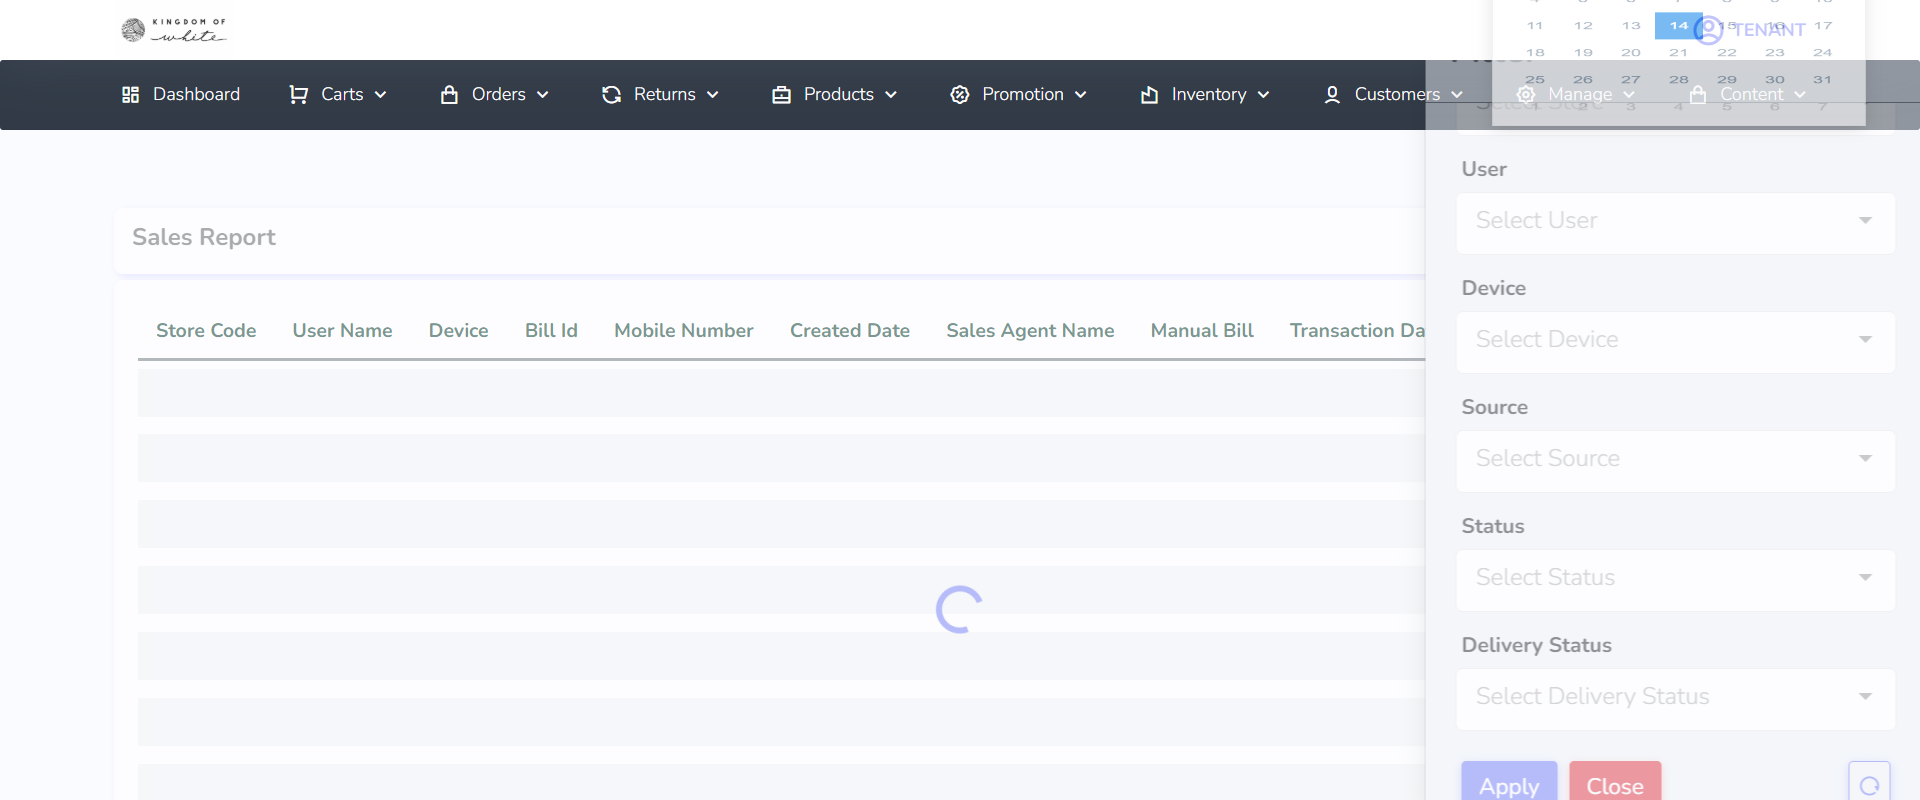 KINGDOM OF
white
TENANT
11 12 13 14 15 16 17
18 19 20 21 22 23 24
25 26 27 28 29 30 31
1 2 3 4 5 6 7
Dashboard Carts Orders Returns Products Promotion Inventory Customers Manage Content
Select Store
User
Select User
Sales Report
Device
Select Device
Store Code User Name Device Bill Id Mobile Number Created Date Sales Agent Name Manual Bill Transaction Da
Source
Select Source
Status
Select Status
Delivery Status
Select Delivery Status
Apply Close